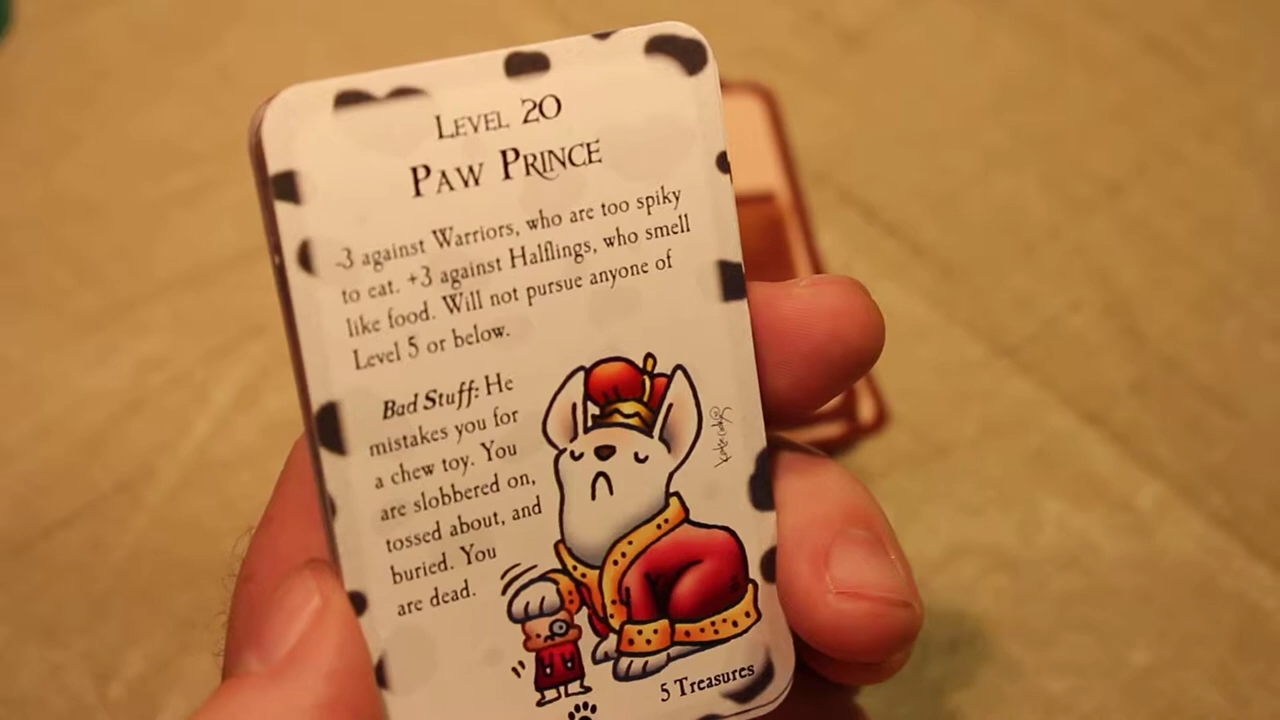 LEVEL 20
PAW PRINCE
-3 against Warriors, who are too spiky
to eat. +3 against Halflings, who smell
like food. Will not pursue anyone of
Level 5 or below.
Bad Stuff: He
mistakes you for
a chew toy. You
are slobbered on,
tossed about, and
buried. You
are dead.
5 Treasures